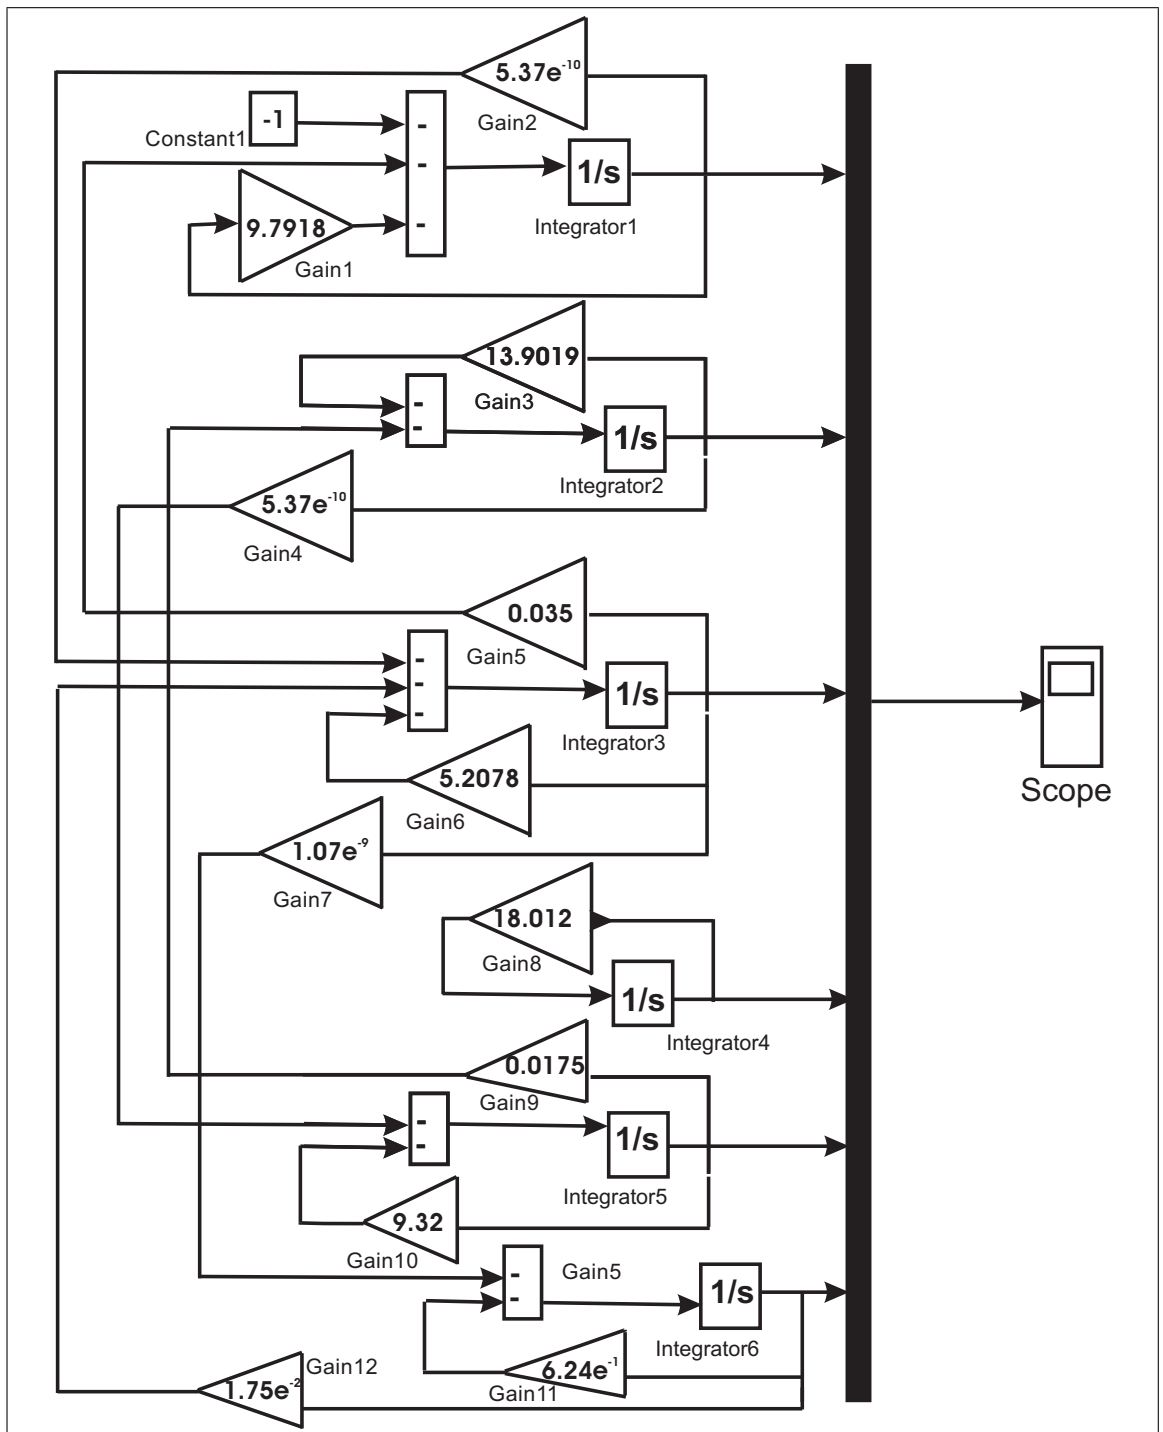 5.37e⁻¹⁰
Gain2
-1
Constant1
-
-
-
1/s
Integrator1
9.7918
Gain1
13.9019
Gain3
-
-
1/s
Integrator2
5.37e⁻¹⁰
Gain4
0.035
Gain5
-
-
-
1/s
Integrator3
5.2078
Gain6
Scope
1.07e⁻⁹
Gain7
18.012
Gain8
1/s
Integrator4
0.0175
Gain9
-
-
1/s
Integrator5
9.32
Gain10
-
-
Gain5
1/s
Integrator6
6.24e⁻¹
Gain11
Gain12
1.75e⁻²